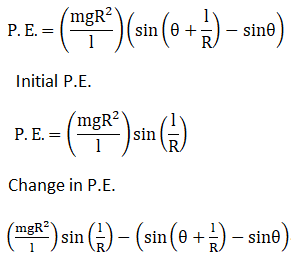 P. E. = (mgR²/l)(sin(θ + l/R) − sinθ)
Initial P.E.
P. E. = (mgR²/l) sin(l/R)
Change in P.E.
(mgR²/l) sin(l/R) − (sin(θ + l/R) − sinθ)